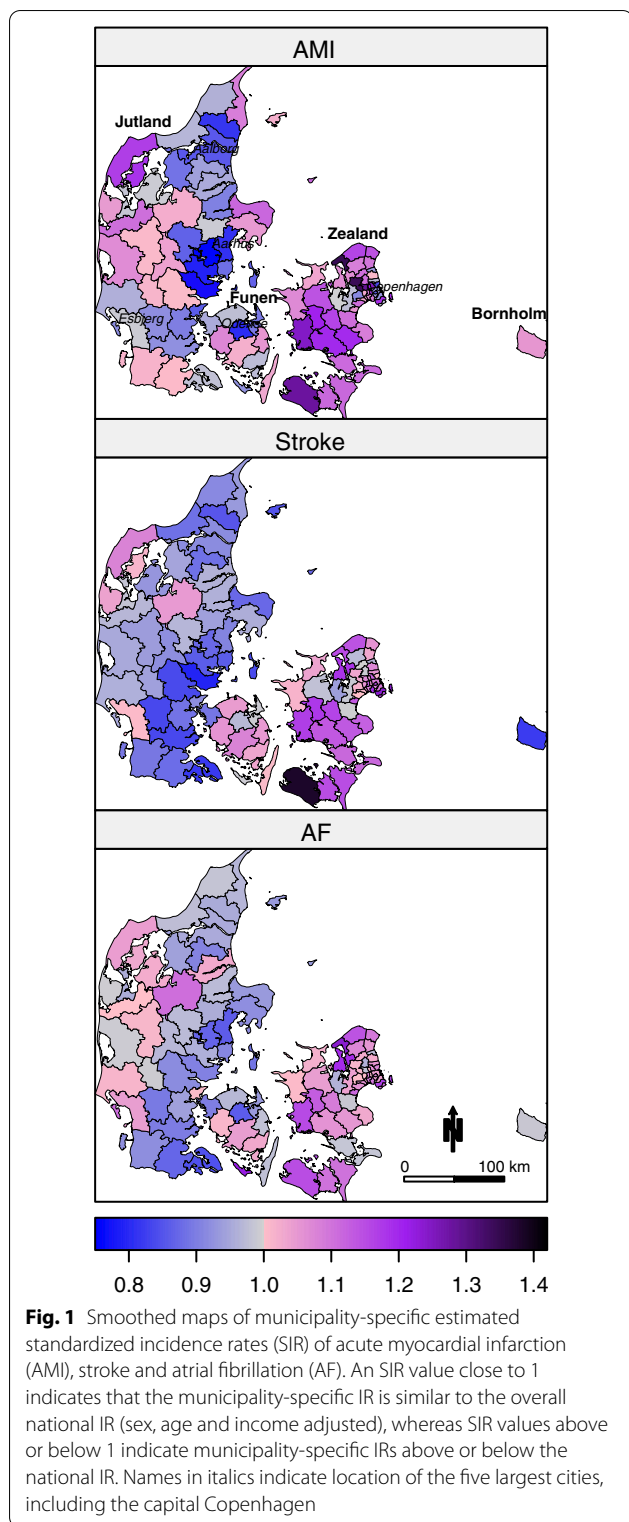 AMI
Jutland
Aalborg
Zealand
Aarhus
Copenhagen
Funen
Bornholm
Esbjerg
Odense
Stroke
AF
N
0 100 km
0.8 0.9 1.0 1.1 1.2 1.3 1.4
Fig. 1 Smoothed maps of municipality-specific estimated
standardized incidence rates (SIR) of acute myocardial infarction
(AMI), stroke and atrial fibrillation (AF). An SIR value close to 1
indicates that the municipality-specific IR is similar to the overall
national IR (sex, age and income adjusted), whereas SIR values above
or below 1 indicate municipality-specific IRs above or below the
national IR. Names in italics indicate location of the five largest cities,
including the capital Copenhagen